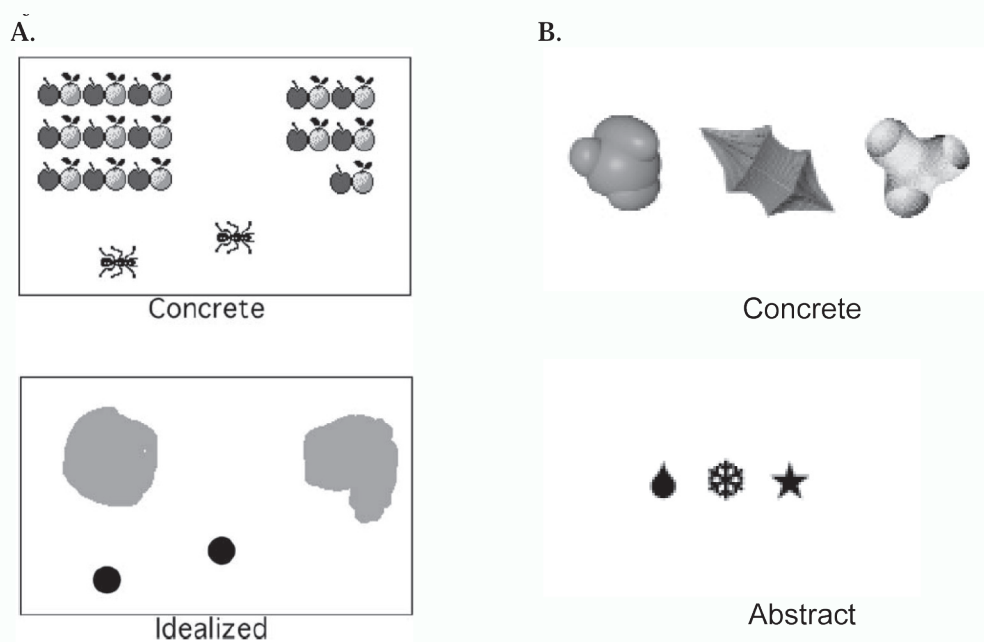 A.
B.
Concrete
Concrete
Idealized
Abstract